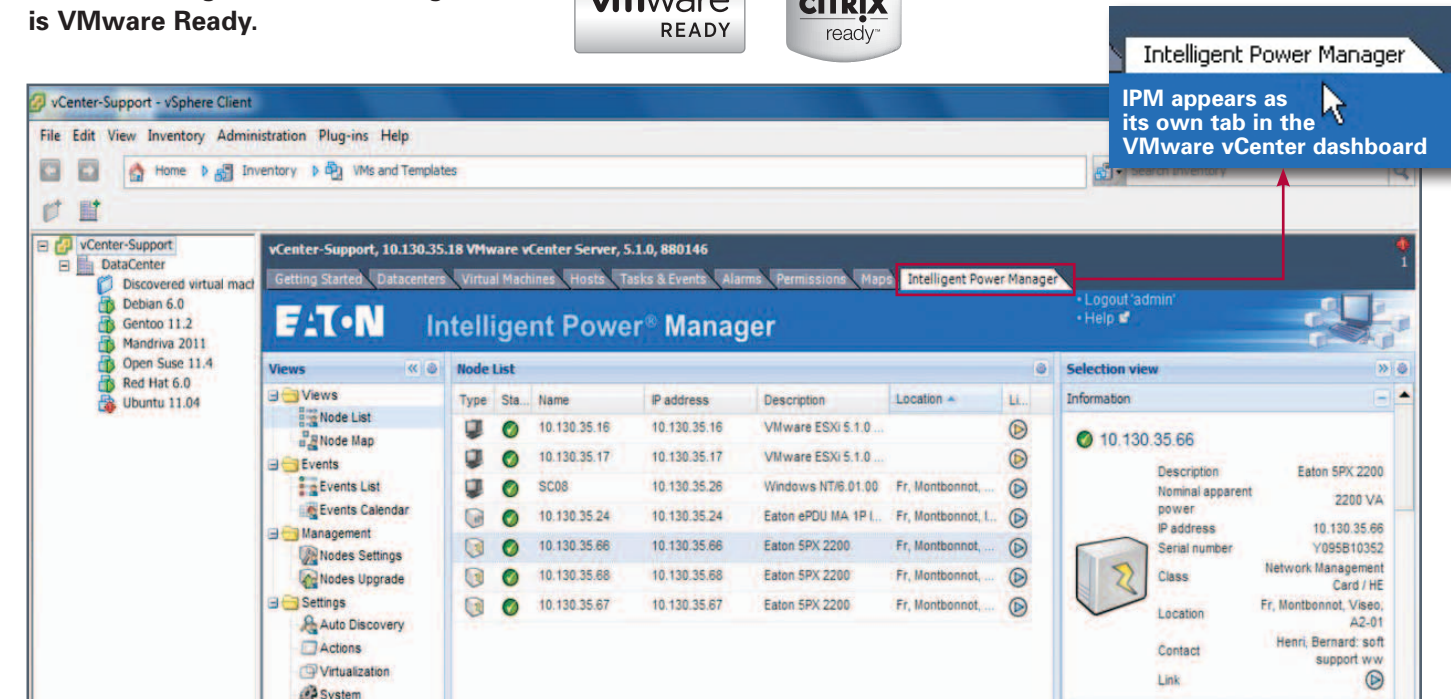 is VMware Ready.
vmware
READY
CITRIX
ready™
Intelligent Power Manager
IPM appears as
its own tab in the
VMware vCenter dashboard
vCenter-Support - vSphere Client
File Edit View Inventory Administration Plug-ins Help
Home Inventory VMs and Templates
Search Inventory
vCenter-Support
DataCenter
Discovered virtual mach
Debian 6.0
Gentoo 11.2
Mandriva 2011
Open Suse 11.4
Red Hat 6.0
Ubuntu 11.04
vCenter-Support, 10.130.35.18 VMware vCenter Server, 5.1.0, 880146
1
Getting Started Datacenters Virtual Machines Hosts Tasks & Events Alarms Permissions Maps Intelligent Power Manager
EATON Intelligent Power® Manager
Logout 'admin'
Help
Views
Views
Node List
Node Map
Events
Events List
Events Calendar
Management
Nodes Settings
Nodes Upgrade
Settings
Auto Discovery
Actions
Virtualization
System
Node List
Type Sta... Name IP address Description Location Li...
10.130.35.16 10.130.35.16 VMware ESXi 5.1.0 ...
10.130.35.17 10.130.35.17 VMware ESXi 5.1.0 ...
SC08 10.130.35.26 Windows NT/6.01.00 Fr, Montbonnot, ...
10.130.35.24 10.130.35.24 Eaton ePDU MA 1P I... Fr, Montbonnot, I...
10.130.35.66 10.130.35.66 Eaton 5PX 2200 Fr, Montbonnot, ...
10.130.35.68 10.130.35.68 Eaton 5PX 2200 Fr, Montbonnot, ...
10.130.35.67 10.130.35.67 Eaton 5PX 2200 Fr, Montbonnot, ...
Selection view
Information
10.130.35.66
Description Eaton 5PX 2200
Nominal apparent
power 2200 VA
IP address 10.130.35.66
Serial number Y095B10352
Class Network Management
Card / HE
Location Fr, Montbonnot, Viseo,
A2-01
Contact Henri, Bernard: soft
support ww
Link